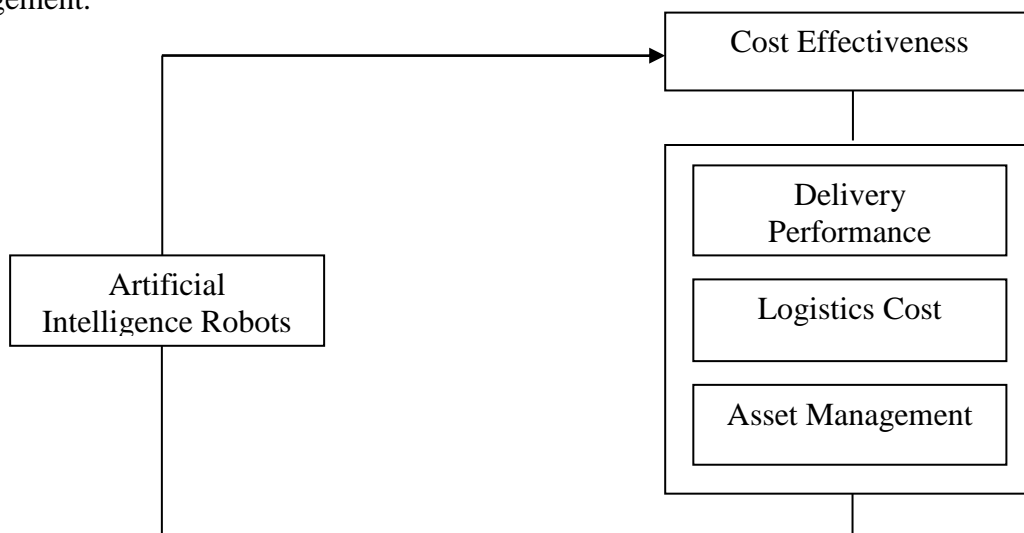 gement.
Cost Effectiveness
Delivery
Performance
Artificial
Intelligence Robots
Logistics Cost
Asset Management